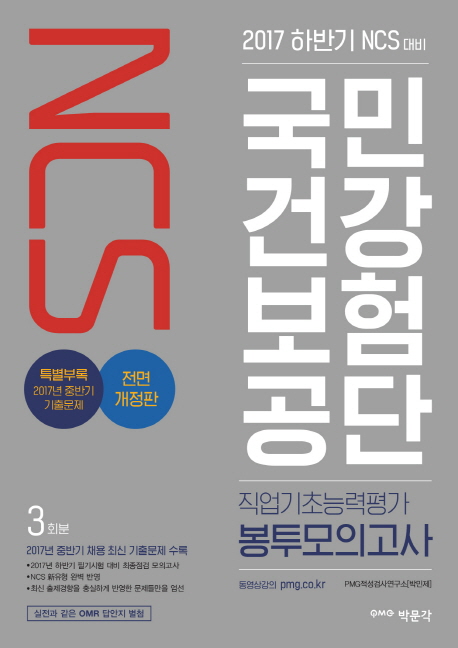 2017 하반기 NCS 대비
NCS
국민
건강
보험
공단
특별부록
2017년 중반기
기출문제
전면
개정판
직업기초능력평가
봉투모의고사
3회분
2017년 중반기 채용 최신 기출문제 수록
•2017년 하반기 필기시험 대비 최종점검 모의고사
•NCS 新유형 완벽 반영
•최신 출제경향을 충실하게 반영한 문제들만을 엄선
실전과 같은 OMR 답안지 별첨
동영상강의 pmg.co.kr
PMG적성검사연구소[박민제]
PMG 박문각